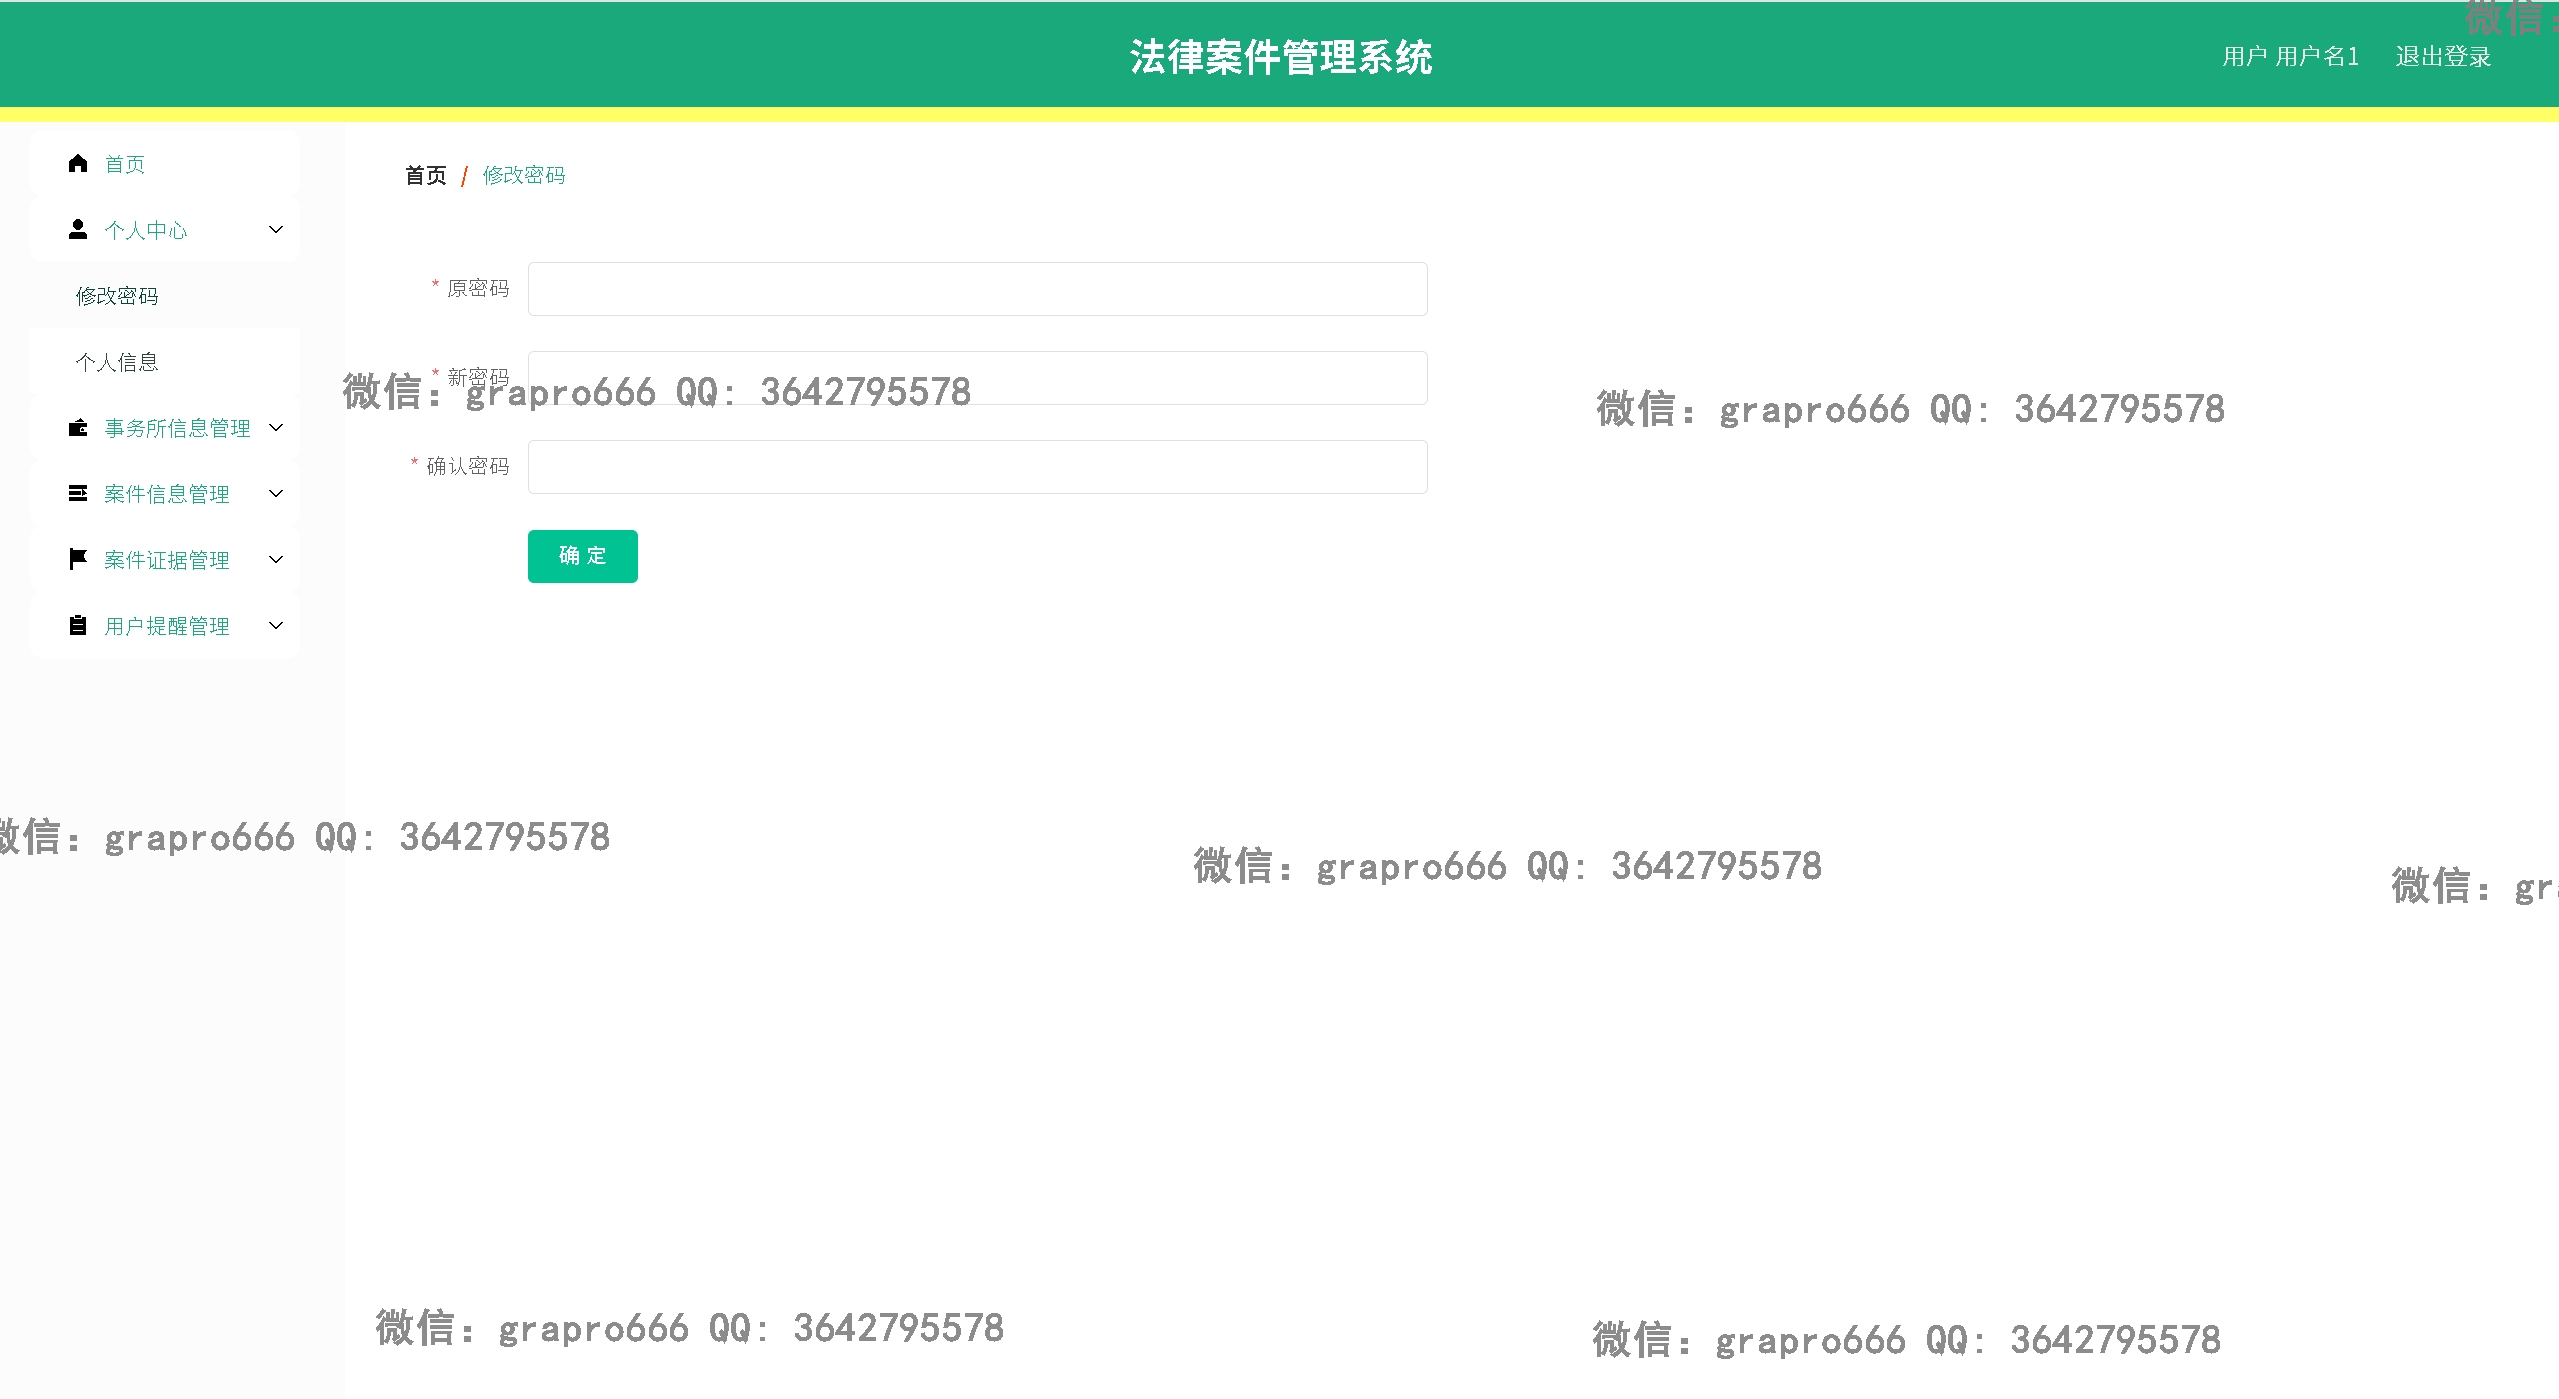 微信:
法律案件管理系统
用户 用户名1 退出登录
首页
个人中心
修改密码
个人信息
事务所信息管理
案件信息管理
案件证据管理
用户提醒管理
首页 / 修改密码
* 原密码
* 新密码
微信: grapro666 QQ: 3642795578
微信: grapro666 QQ: 3642795578
* 确认密码
确 定
微信: grapro666 QQ: 3642795578
微信: grapro666 QQ: 3642795578
微信: gr
微信: grapro666 QQ: 3642795578
微信: grapro666 QQ: 3642795578